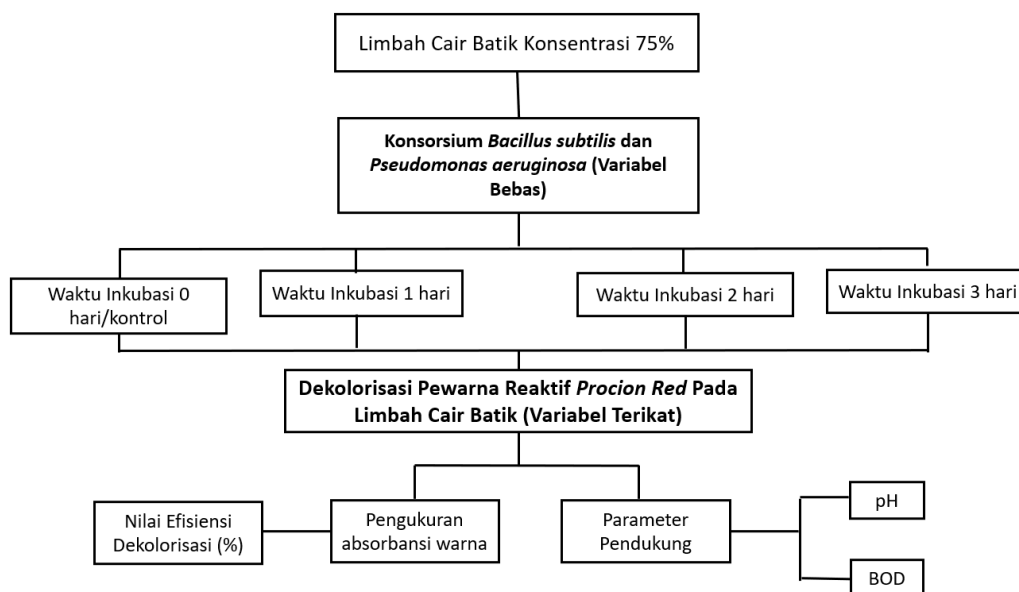 Limbah Cair Batik Konsentrasi 75%
Konsorsium Bacillus subtilis dan
Pseudomonas aeruginosa (Variabel
Bebas)
Waktu Inkubasi 0
hari/kontrol
Waktu Inkubasi 1 hari
Waktu Inkubasi 2 hari
Waktu Inkubasi 3 hari
Dekolorisasi Pewarna Reaktif Procion Red Pada
Limbah Cair Batik (Variabel Terikat)
Nilai Efisiensi
Dekolorisasi (%)
Pengukuran
absorbansi warna
Parameter
Pendukung
pH
BOD